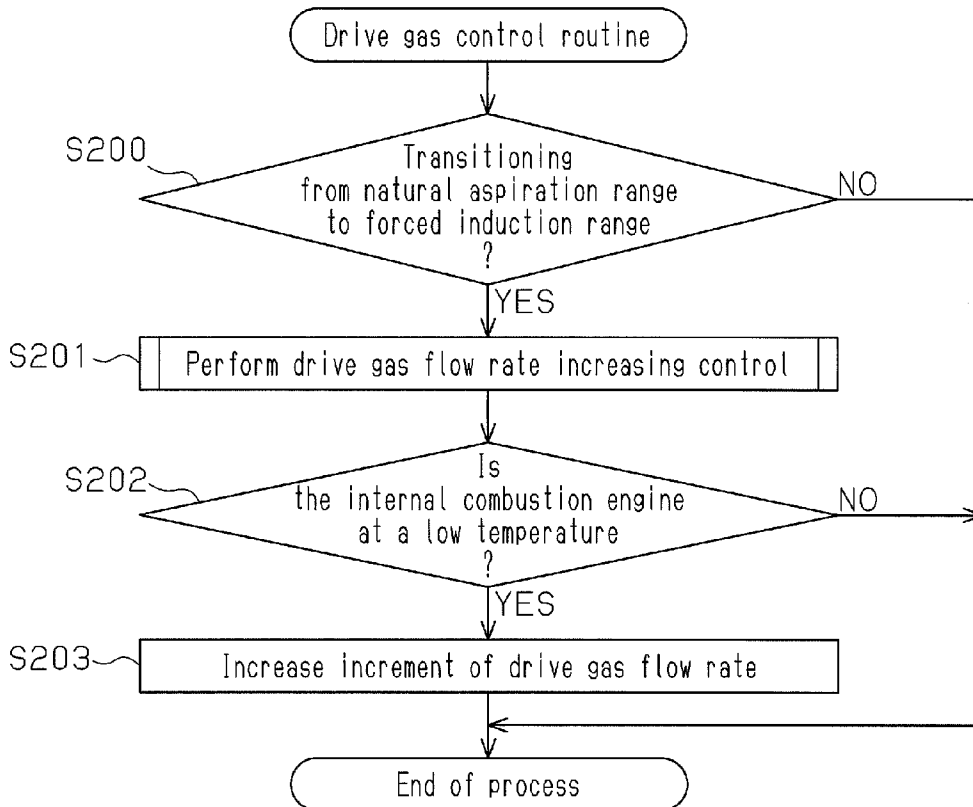 Drive gas control routine
S200
Transitioning
from natural aspiration range
to forced induction range
?
NO
YES
S201
Perform drive gas flow rate increasing control
S202
Is
the internal combustion engine
at a low temperature
?
NO
YES
S203
Increase increment of drive gas flow rate
End of process